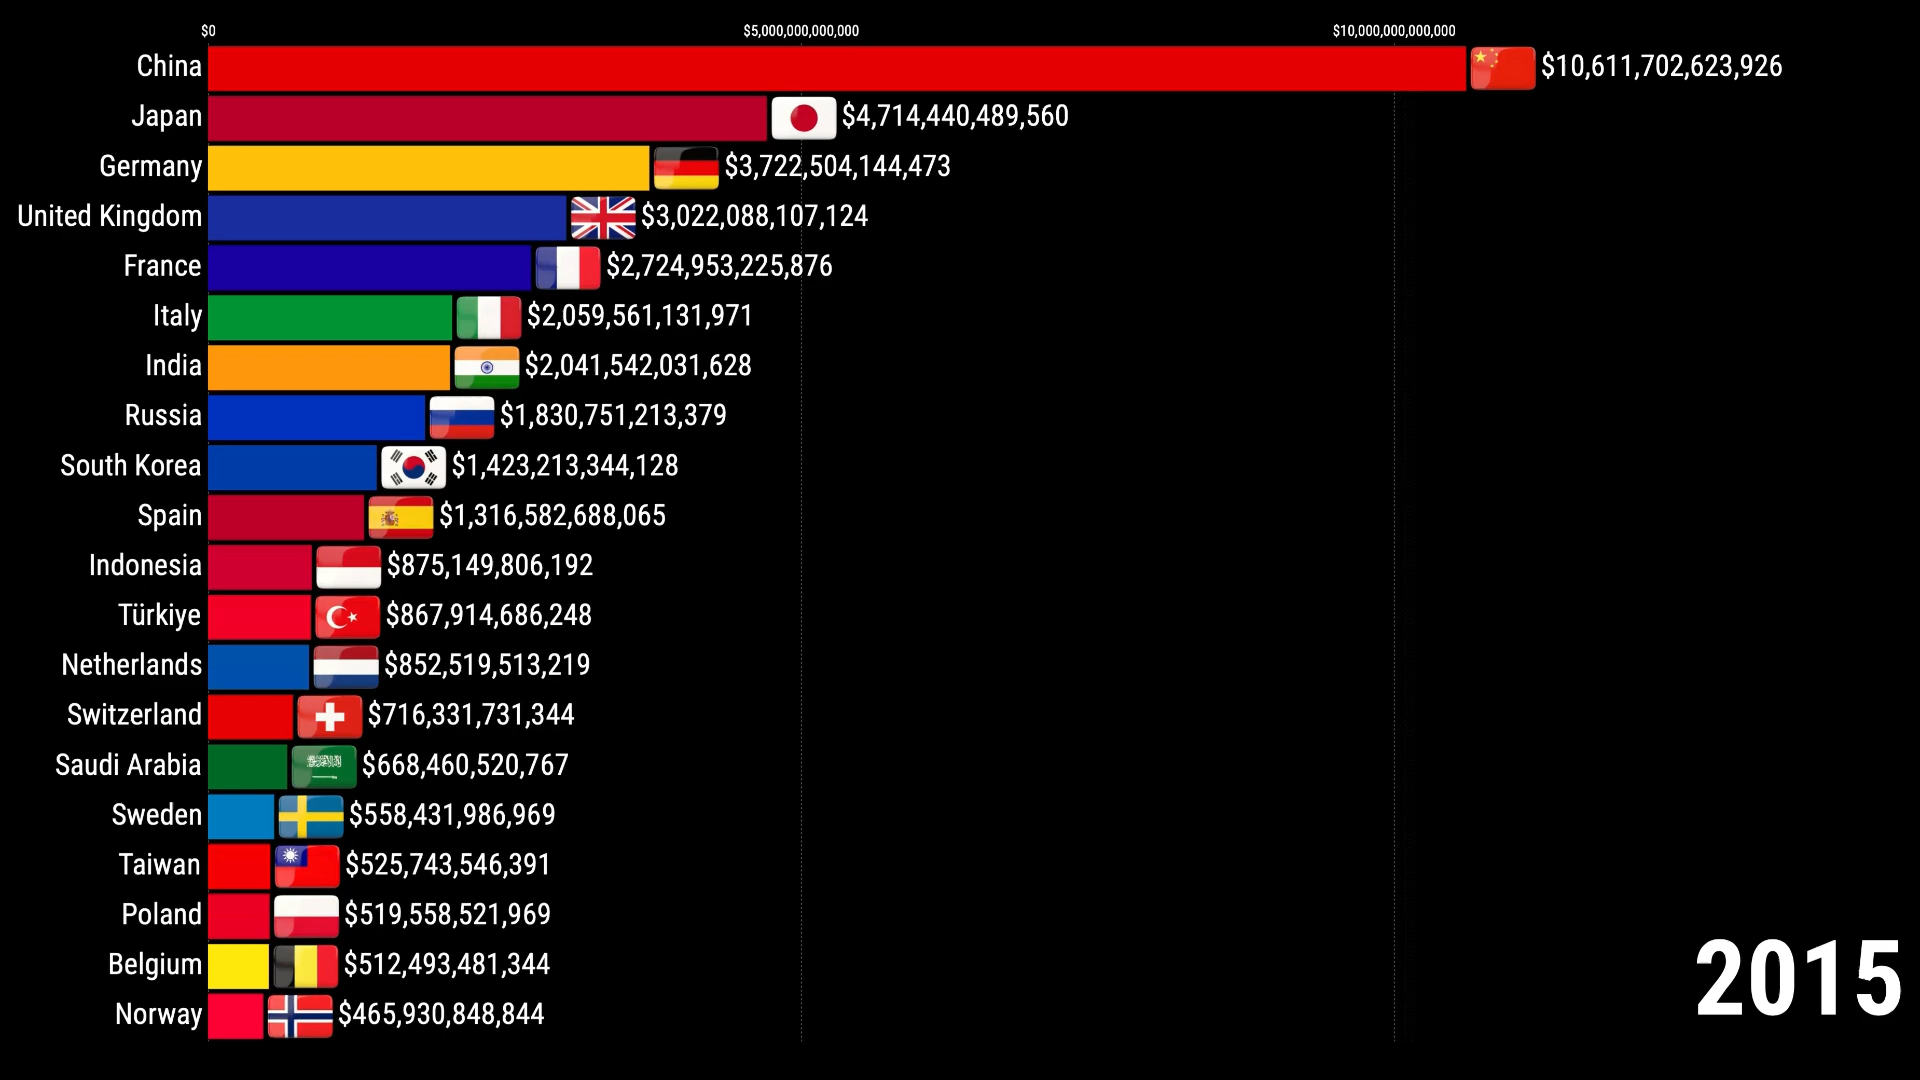 $0 $5,000,000,000,000 $10,000,000,000,000
China $10,611,702,623,926
Japan $4,714,440,489,560
Germany $3,722,504,144,473
United Kingdom $3,022,088,107,124
France $2,724,953,225,876
Italy $2,059,561,131,971
India $2,041,542,031,628
Russia $1,830,751,213,379
South Korea $1,423,213,344,128
Spain $1,316,582,688,065
Indonesia $875,149,806,192
Türkiye $867,914,686,248
Netherlands $852,519,513,219
Switzerland $716,331,731,344
Saudi Arabia $668,460,520,767
Sweden $558,431,986,969
Taiwan $525,743,546,391
Poland $519,558,521,969
Belgium $512,493,481,344
Norway $465,930,848,844
2015